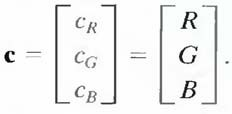 c = [ c_R c_G c_B ] = [ R G B ] .